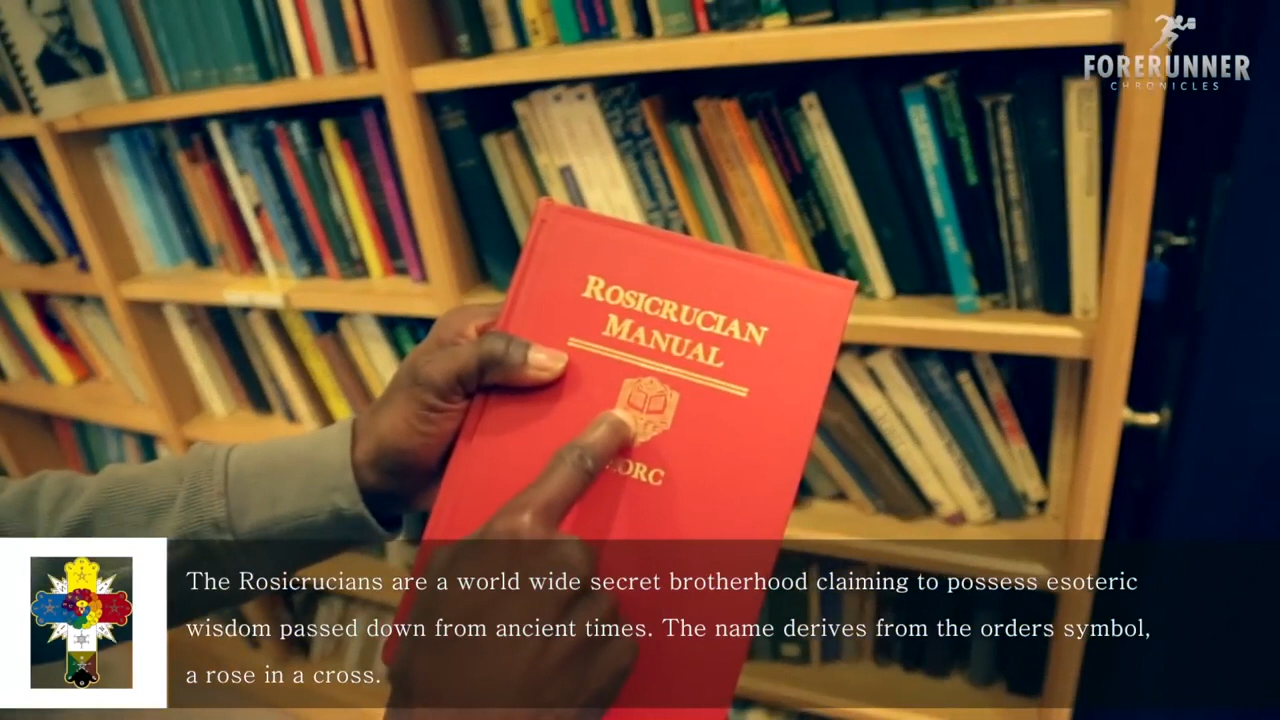 FORERUNNER
CHRONICLES
ROSICRUCIAN
MANUAL
The Rosicrucians are a world wide secret brotherhood claiming to possess esoteric
wisdom passed down from ancient times. The name derives from the orders symbol,
a rose in a cross.